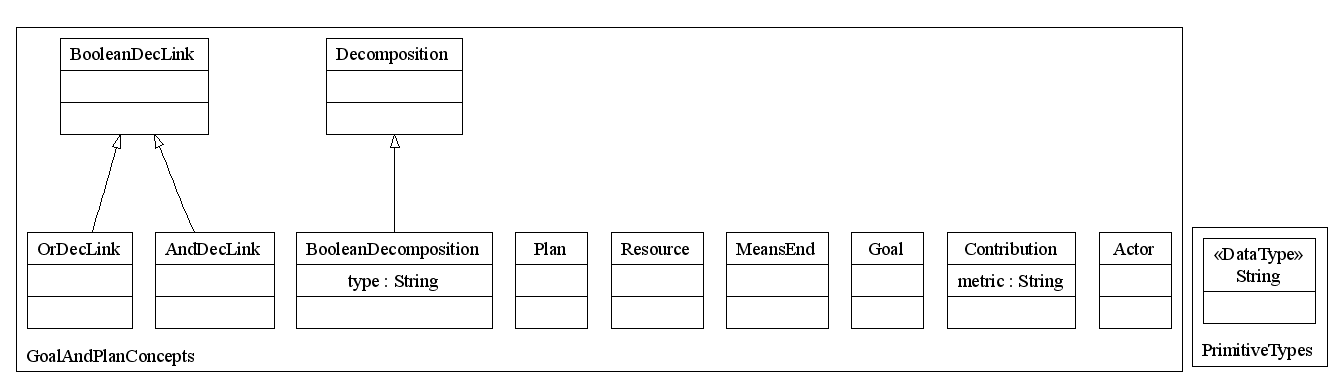 BooleanDecLink
Decomposition
OrDecLink
AndDecLink
BooleanDecomposition
type : String
Plan
Resource
MeansEnd
Goal
Contribution
metric : String
Actor
GoalAndPlanConcepts
«DataType»
String
PrimitiveTypes